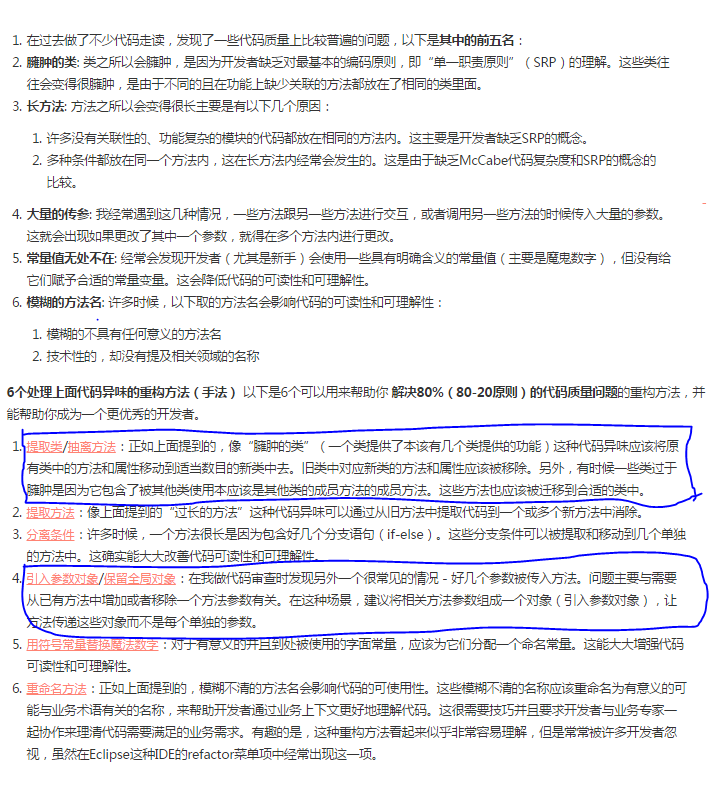 1. 在过去做了不少代码走读，发现了一些代码质量上比较普遍的问题，以下是其中的前五名：
2. 臃肿的类: 类之所以会臃肿，是因为开发者缺乏对最基本的编码原则，即“单一职责原则”（SRP）的理解。这些类往
往会变得很臃肿，是由于不同的且在功能上缺少关联的方法都放在了相同的类里面。
3. 长方法: 方法之所以会变得很长主要是有以下几个原因：
1. 许多没有关联性的、功能复杂的模块的代码都放在相同的方法内。这主要是开发者缺乏SRP的概念。
2. 多种条件都放在同一个方法内，这在长方法内经常会发生的。这是由于缺乏McCabe代码复杂度和SRP的概念的
比较。
4. 大量的传参: 我经常遇到这几种情况，一些方法跟另一些方法进行交互，或者调用另一些方法的时候传入大量的参数。
这就会出现如果更改了其中一个参数，就得在多个方法内进行更改。
5. 常量值无处不在: 经常会发现开发者（尤其是新手）会使用一些具有明确含义的常量值（主要是魔鬼数字），但没有给
它们赋予合适的常量变量。这会降低代码的可读性和可理解性。
6. 模糊的方法名: 许多时候，以下取的方法名会影响代码的可读性和可理解性：
1. 模糊的不具有任何意义的方法名
2. 技术性的，却没有提及相关领域的名称
6个处理上面代码异味的重构方法（手法） 以下是6个可以用来帮助你 解决80%（80-20原则）的代码质量问题的重构方法，并
能帮助你成为一个更优秀的开发者。
1. 提取类/抽离方法：正如上面提到的，像“臃肿的类”（一个类提供了本该有几个类提供的功能）这种代码异味应该将原
有类中的方法和属性移动到适当数目的新类中去。旧类中对应新类的方法和属性应该被移除。另外，有时候一些类过于
臃肿是因为它包含了被其他类使用本应该是其他类的成员方法的成员方法。这些方法也应该被迁移到合适的类中。
2. 提取方法：像上面提到的“过长的方法”这种代码异味可以通过从旧方法中提取代码到一个或多个新方法中消除。
3. 分离条件：许多时候，一个方法很长是因为包含好几个分支语句（if-else）。这些分支条件可以被提取和移动到几个单独
的方法中。这确实能大大改善代码可读性和可理解性。
4. 引入参数对象/保留全局对象：在我做代码审查时发现另外一个很常见的情况 - 好几个参数被传入方法。问题主要与需要
从已有方法中增加或者移除一个方法参数有关。在这种场景，建议将相关方法参数组成一个对象（引入参数对象），让
方法传递这些对象而不是每个单独的参数。
5. 用符号常量替换魔法数字：对于有意义的并且到处被使用的字面常量，应该为它们分配一个命名常量。这能大大增强代码
可读性和可理解性。
6. 重命名方法：正如上面提到的，模糊不清的方法名会影响代码的可使用性。这些模糊不清的名称应该重命名为有意义的可
能与业务术语有关的名称，来帮助开发者通过业务上下文更好地理解代码。这很需要技巧并且要求开发者与业务专家一
起协作来理清代码需要满足的业务需求。有趣的是，这种重构方法看起来似乎非常容易理解，但是常常被许多开发者忽
视，虽然在Eclipse这种IDE的refactor菜单项中经常出现这一项。